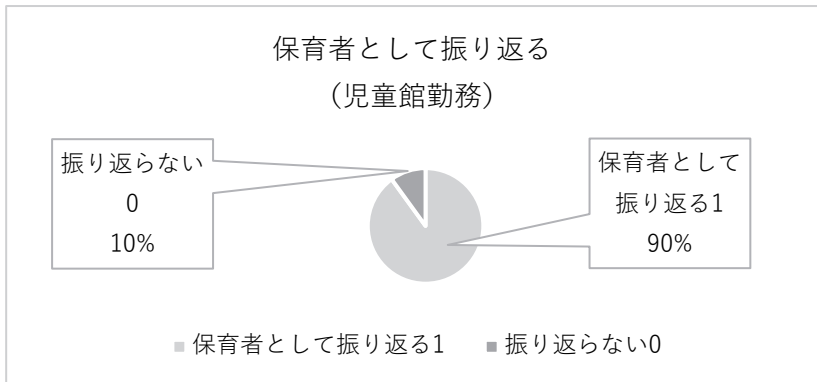 保育者として振り返る
（児童館勤務）
振り返らない
0
10%
保育者として
振り返る1
90%
保育者として振り返る1
振り返らない0